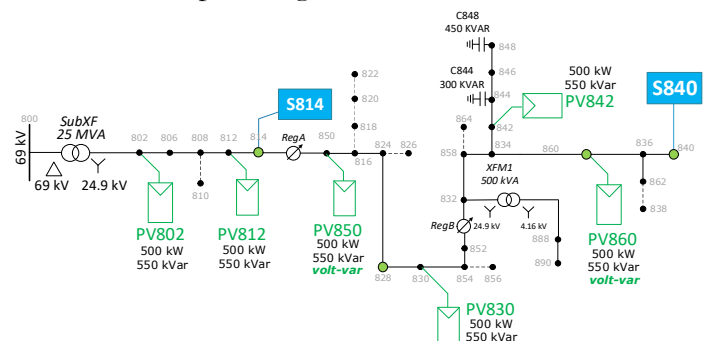 C848
450 KVAR
848
822
C844
300 KVAR
846
500 kW
550 kVar
PV842
S840
844
820
S814
800
SubXF
25 MVA
818
864
842
69 kV
802
806
808
812
814
RegA
850
816
824
826
858
834
860
836
840
XFM1
500 kVA
862
69 kV
24.9 kV
810
832
838
PV802
500 kW
550 kVar
PV812
500 kW
550 kVar
PV850
500 kW
550 kVar
volt-var
RegB
24.9 kV
4.16 kV
888
PV860
500 kW
550 kVar
volt-var
852
890
828
830
854
856
PV830
500 kW
550 kVar